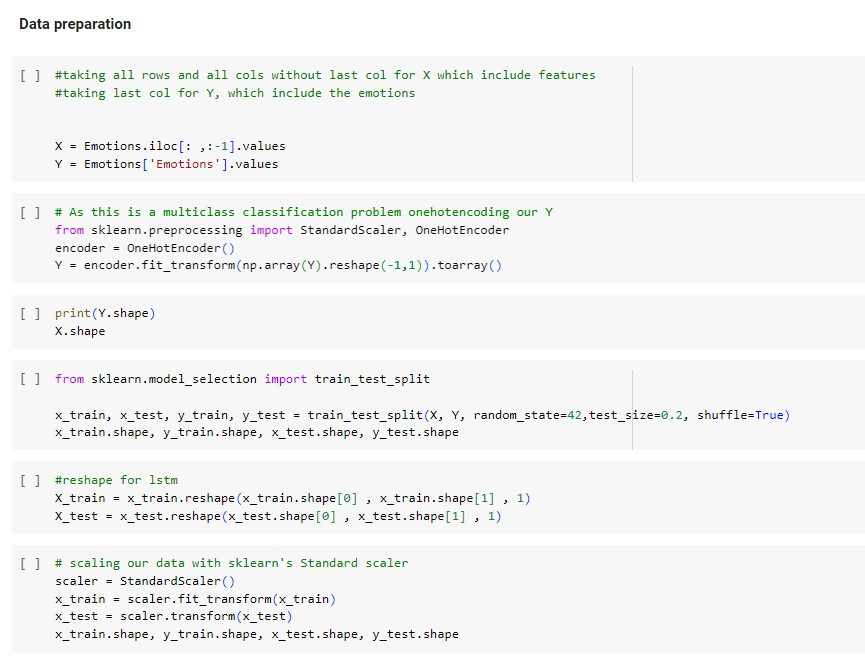 Data preparation
[ ] #taking all rows and all cols without last col for X which include features
#taking last col for Y, which include the emotions
X = Emotions.iloc[: ,:-1].values
Y = Emotions['Emotions'].values
[ ] # As this is a multiclass classification problem onehotencoding our Y
from sklearn.preprocessing import StandardScaler, OneHotEncoder
encoder = OneHotEncoder()
Y = encoder.fit_transform(np.array(Y).reshape(-1,1)).toarray()
[ ] print(Y.shape)
X.shape
[ ] from sklearn.model_selection import train_test_split
x_train, x_test, y_train, y_test = train_test_split(X, Y, random_state=42,test_size=0.2, shuffle=True)
x_train.shape, y_train.shape, x_test.shape, y_test.shape
[ ] #reshape for lstm
X_train = x_train.reshape(x_train.shape[0] , x_train.shape[1] , 1)
X_test = x_test.reshape(x_test.shape[0] , x_test.shape[1] , 1)
[ ] # scaling our data with sklearn's Standard scaler
scaler = StandardScaler()
x_train = scaler.fit_transform(x_train)
x_test = scaler.transform(x_test)
x_train.shape, y_train.shape, x_test.shape, y_test.shape